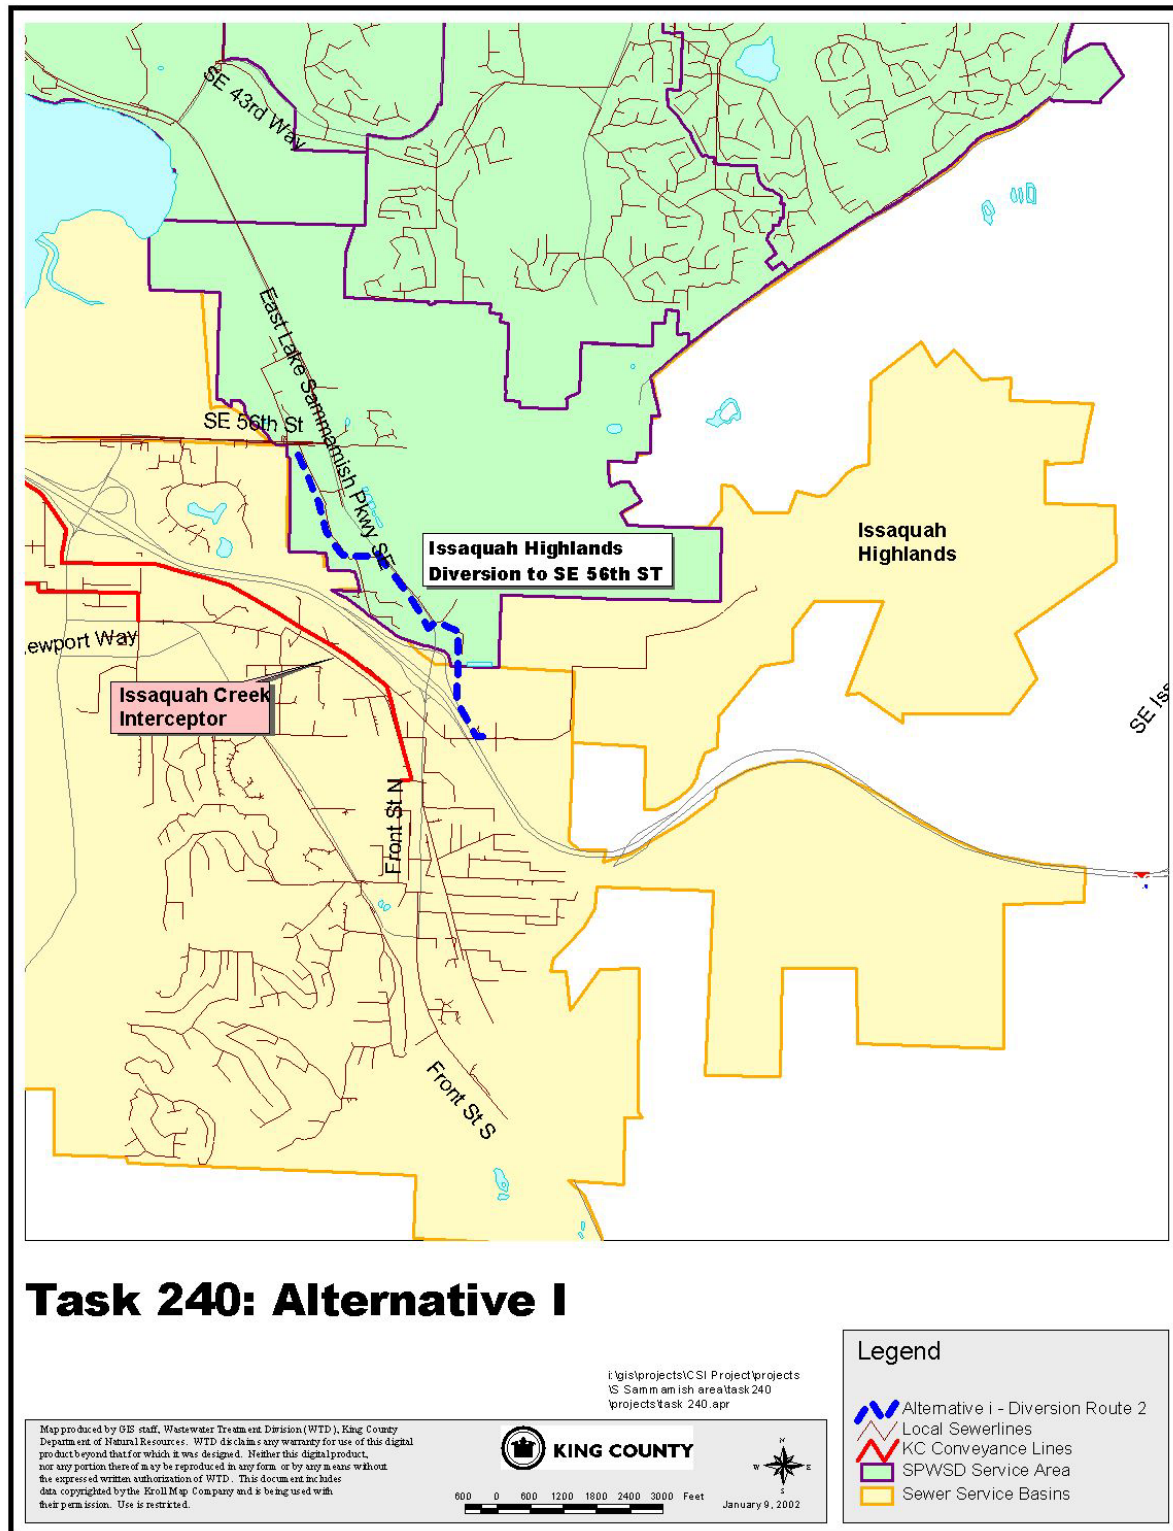 SE 43rd Way
East Lake Sammamish Pkwy SE
SE 56th St
Issaquah Highlands
Diversion to SE 56th ST
Issaquah
Highlands
ewport Way
Issaquah Creek
Interceptor
SE Iss
Front St N
Front St S
Task 240: Alternative I
i:\gis\projects\CSI Project\projects
\S Sammamish area\task240
\projects\task 240.apr
Legend
Alternative i - Diversion Route 2
Local Sewerlines
KC Conveyance Lines
SPWSD Service Area
Sewer Service Basins
Map produced by GIS staff, Wastewater Treatment Division (WTD), King County
Department of Natural Resources. WTD disclaims any warranty for use of this digital
product beyond that for which it was designed. Neither this digital product,
nor any portion thereof may be reproduced in any form or by any means without
the expressed written authorization of WTD. This document includes
data copyrighted by the Kroll Map Company and is being used with
their permission. Use is restricted.
KING COUNTY
600 0 600 1200 1800 2400 3000 Feet
N
W E
S
January 9, 2002